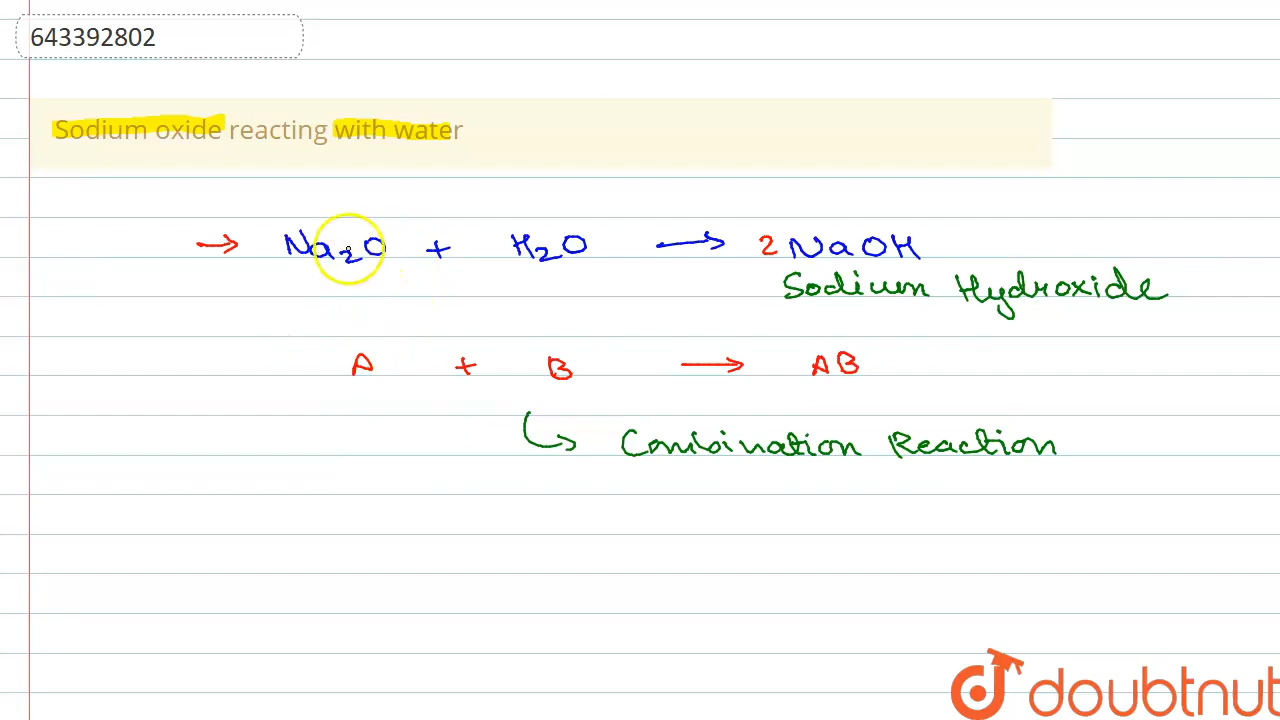 643392802
Sodium oxide reacting with water
→ Na₂O + H₂O → 2NaOH
Sodium Hydroxide
A + B → AB
↳ Combination Reaction
doubtnut